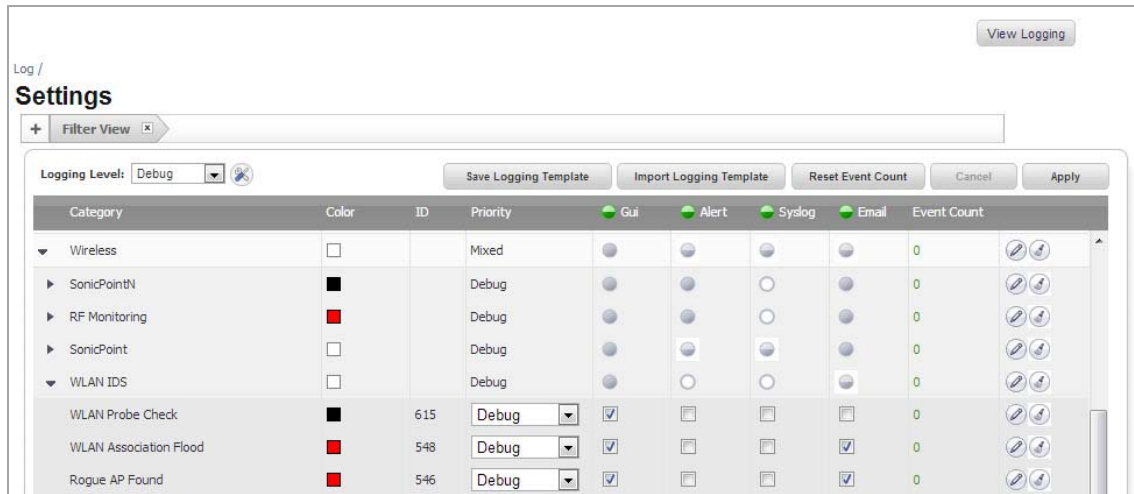 View Logging
Log /
Settings
+ Filter View x
Logging Level: Debug Save Logging Template Import Logging Template Reset Event Count Cancel Apply
Category Color ID Priority Gui Alert Syslog Email Event Count
Wireless Mixed 0
SonicPointN Debug 0
RF Monitoring Debug 0
SonicPoint Debug 0
WLAN IDS Debug 0
WLAN Probe Check 615 Debug 0
WLAN Association Flood 548 Debug 0
Rogue AP Found 546 Debug 0